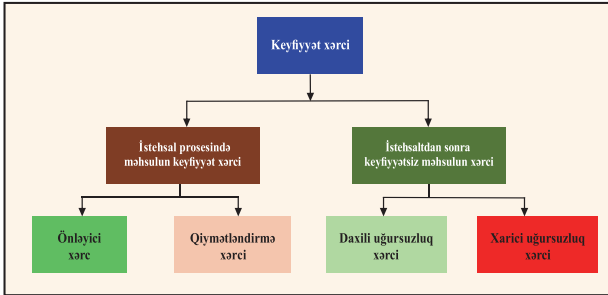 Keyfiyyət xərci
İstehsal prosesində
məhsulun keyfiyyət xərci
İstehsaltdan sonra
keyfiyyətsiz məhsulun xərci
Önləyici
xərc
Qiymətləndirmə
xərci
Daxili uğursuzluq
xərci
Xarici uğursuzluq
xərci